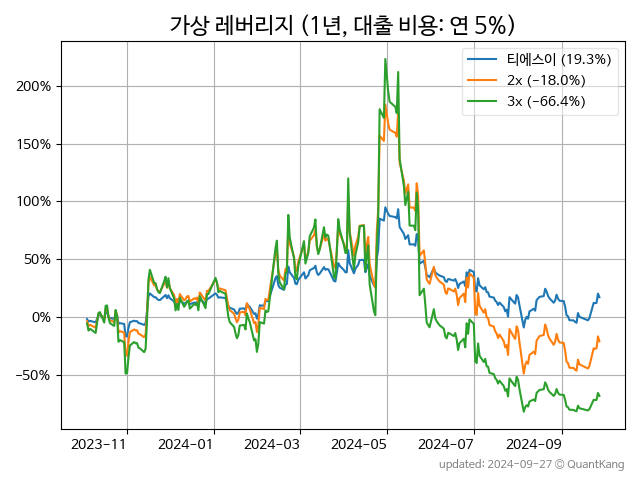 가상 레버리지 (1년, 대출 비용: 연 5%)
티에스이 (19.3%)
2x (-18.0%)
3x (-66.4%)
200%
150%
100%
50%
0%
−50%
2023-11 2024-01 2024-03 2024-05 2024-07 2024-09
updated: 2024-09-27 © QuantKang